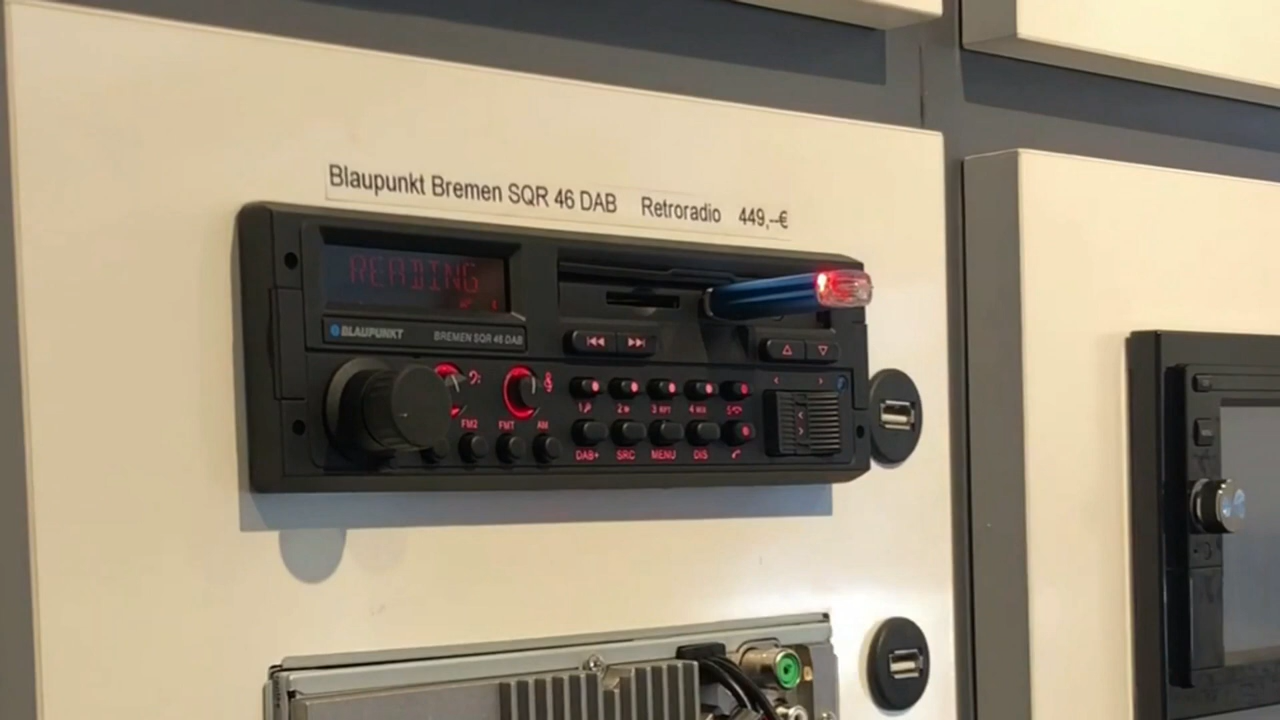 Blaupunkt Bremen SQR 46 DAB Retroradio 449,--€
READING
BLAUPUNKT BREMEN SQR 46 DAB
1 2 3 RPT 4 MIX 5
FM2 FMT AM
DAB+ SRC MENU DIS